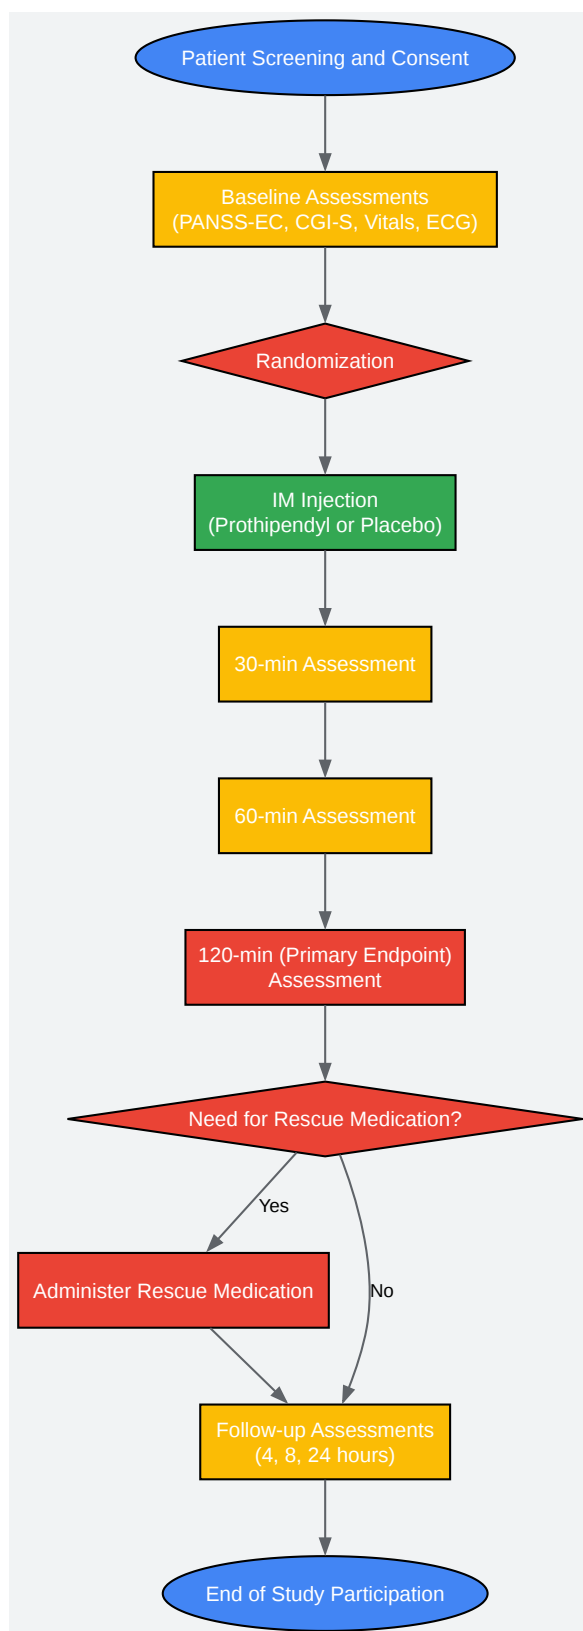 Patient Screening and Consent
Baseline Assessments
(PANSS-EC, CGI-S, Vitals, ECG)
Randomization
IM Injection
(Prothipendyl or Placebo)
30-min Assessment
60-min Assessment
120-min (Primary Endpoint)
Assessment
Need for Rescue Medication?
Yes
Administer Rescue Medication
No
Follow-up Assessments
(4, 8, 24 hours)
End of Study Participation